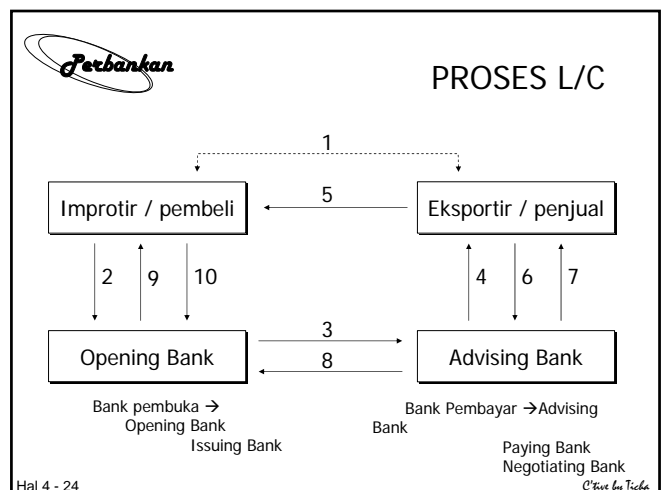 Perbankan
PROSES L/C
1
Improtir / pembeli
5
Eksportir / penjual
2
9
10
4
6
7
3
8
Opening Bank
Advising Bank
Bank pembuka →
Opening Bank
Issuing Bank
Bank Pembayar →Advising
Bank
Paying Bank
Negotiating Bank
Hal 4 - 24
C'tive by Ticha